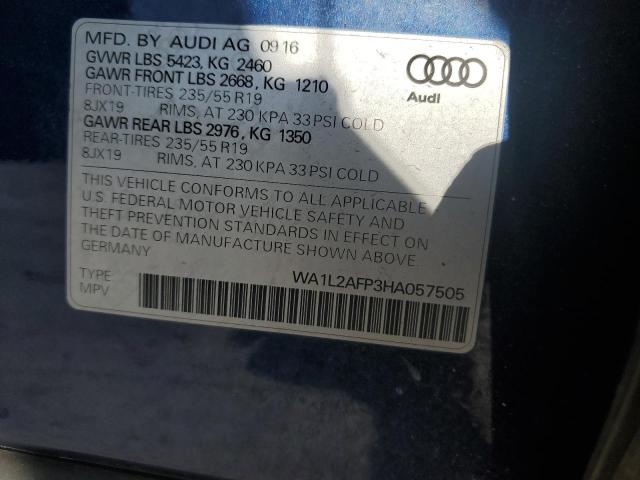 MFD. BY AUDI AG 09.16
GVWR LBS 5423, KG 2460
GAWR FRONT LBS 2668, KG 1210
FRONT-TIRES 235/55 R19
8JX19 RIMS, AT 230 KPA 33 PSI COLD
GAWR REAR LBS 2976, KG 1350
REAR-TIRES 235/55 R19
8JX19 RIMS, AT 230 KPA 33 PSI COLD
Audi
THIS VEHICLE CONFORMS TO ALL APPLICABLE
U.S. FEDERAL MOTOR VEHICLE SAFETY AND
THEFT PREVENTION STANDARDS IN EFFECT ON
THE DATE OF MANUFACTURE SHOWN ABOVE
GERMANY
WA1L2AFP3HA057505
TYPE
MPV